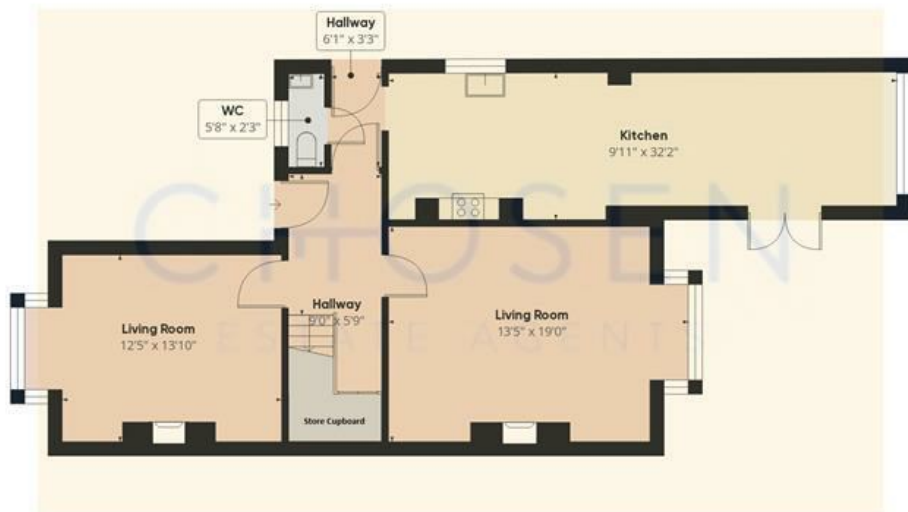 Hallway
6'1" x 3'3"
WC
5'8" x 2'3"
Kitchen
9'11" x 32'2"
CHOSEN
ESTATE AGENTS
Hallway
9'0" x 5'9"
Living Room
12'5" x 13'10"
Living Room
13'5" x 19'0"
Store Cupboard